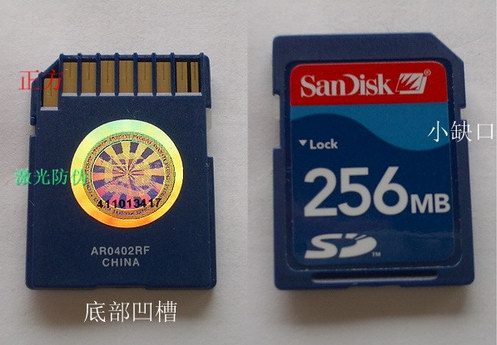 正方
激光防伪
411013417
AR0402RF
CHINA
底部凹槽
SanDisk
小缺口
Lock
256MB
SD